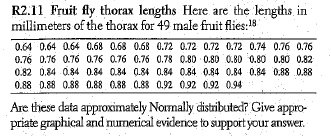 R2.11 Fruit fly thorax lengths Here are the lengths in
millimeters of the thorax for 49 male fruit flies:18
0.64 0.64 0.64 0.68 0.68 0.68 0.72 0.72 0.72 0.72 0.74 0.76 0.76
0.76 0.76 0.76 0.76 0.76 0.78 0.80 0.80 0.80 0.80 0.80 0.82
0.82 0.84 0.84 0.84 0.84 0.84 0.84 0.84 0.84 0.84 0.88 0.88
0.88 0.88 0.88 0.88 0.88 0.88 0.92 0.92 0.92 0.94
Are these data approximately Normally distributed? Give appro-
priate graphical and numerical evidence to support your answer.